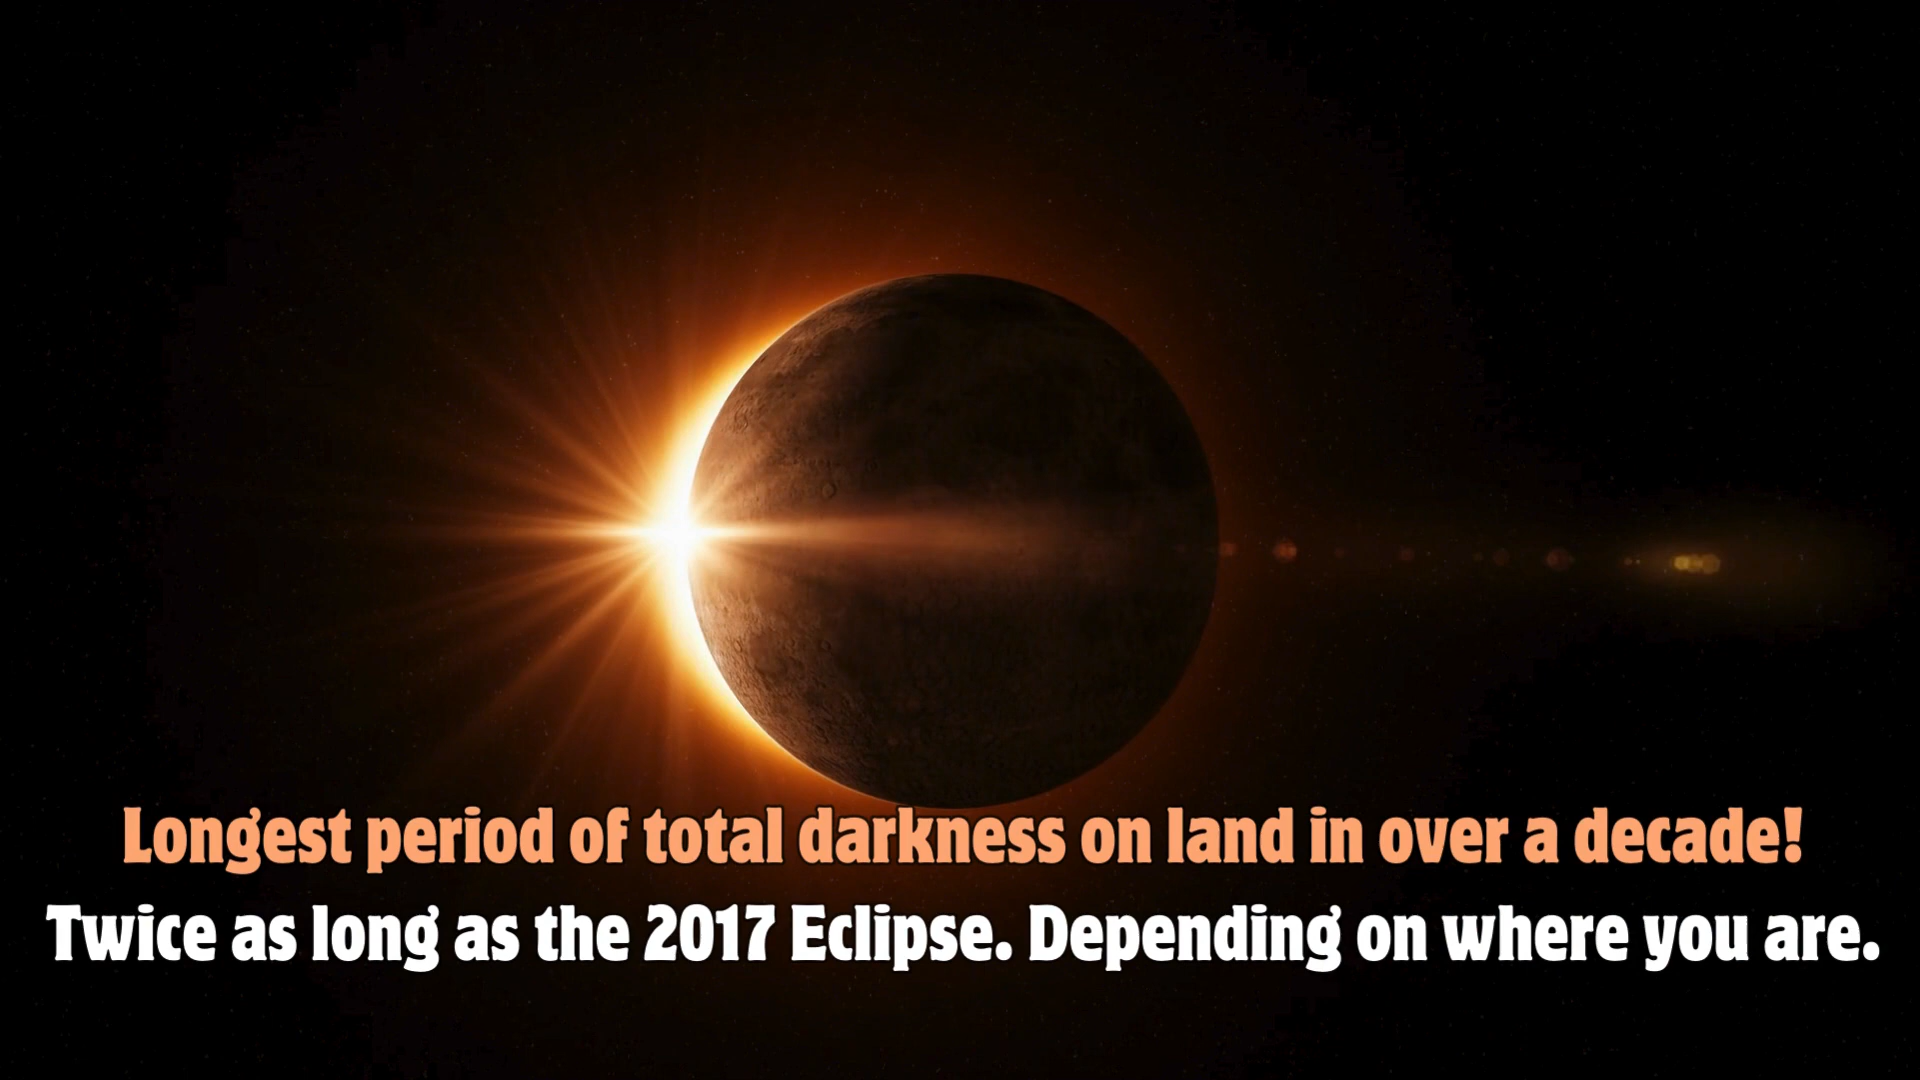 Longest period of total darkness on land in over a decade!
Twice as long as the 2017 Eclipse. Depending on where you are.